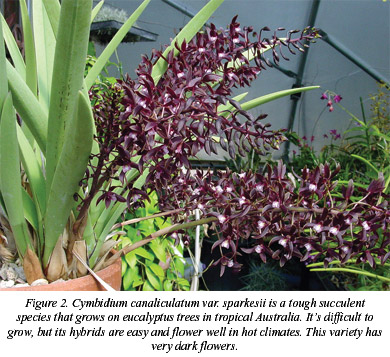 Figure 2. Cymbidium canaliculatum var. sparkesii is a tough succulent
species that grows on eucalyptus trees in tropical Australia. It's difficult to
grow, but its hybrids are easy and flower well in hot climates. This variety has
very dark flowers.